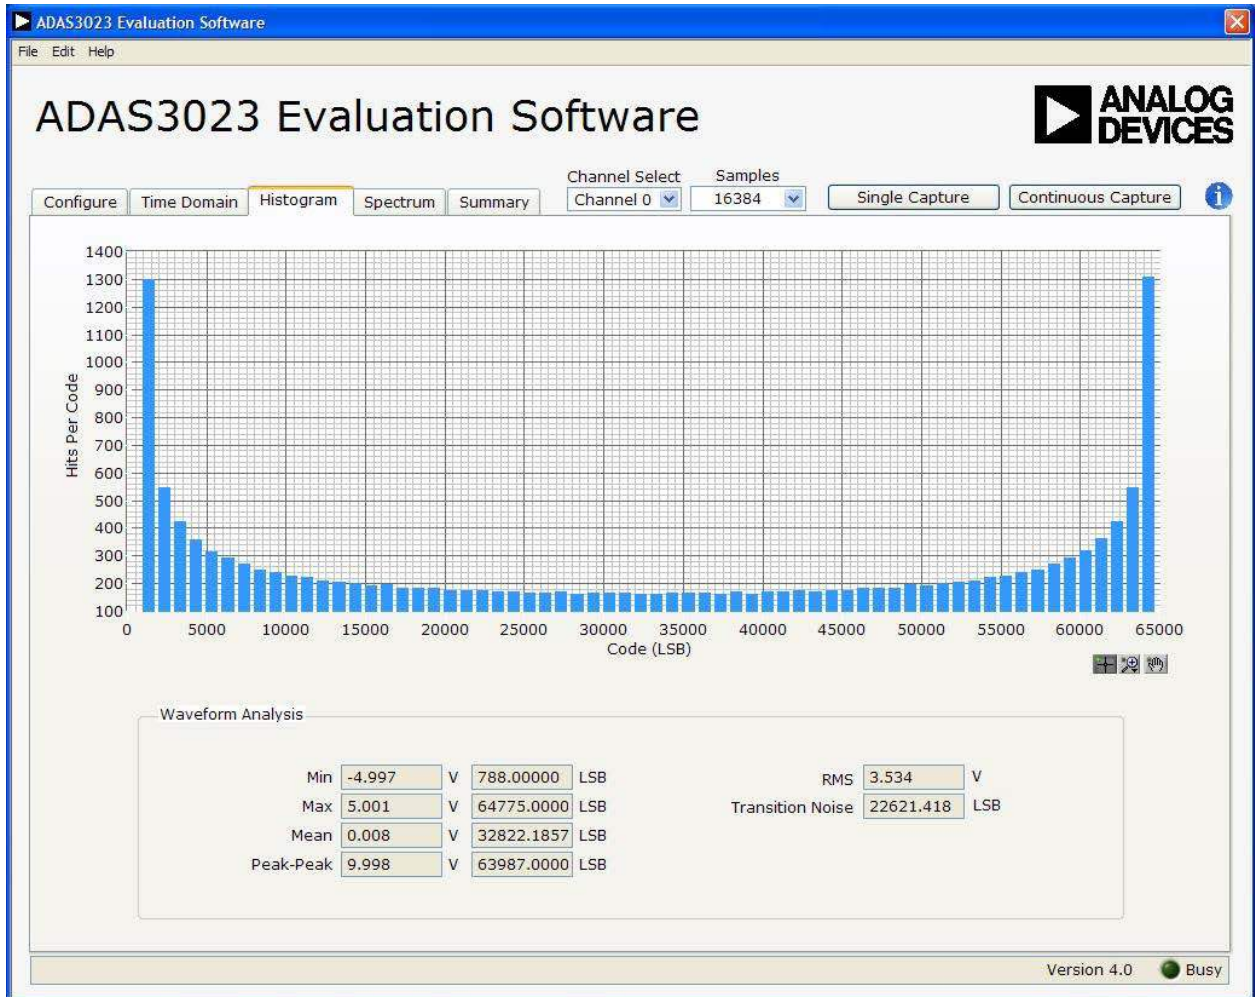 ADAS3023 Evaluation Software
File Edit Help
ADAS3023 Evaluation Software
ANALOG
DEVICES
Channel Select
Samples
Configure
Time Domain
Histogram
Spectrum
Summary
Channel 0
16384
Single Capture
Continuous Capture
i
1400
1300
1200
1100
1000
900
800
700
600
500
400
300
200
100
Hits Per Code
0 5000 10000 15000 20000 25000 30000 35000 40000 45000 50000 55000 60000 65000
Code (LSB)
Waveform Analysis
Min -4.997 V 788.00000 LSB
Max 5.001 V 64775.0000 LSB
Mean 0.008 V 32822.1857 LSB
Peak-Peak 9.998 V 63987.0000 LSB
RMS 3.534 V
Transition Noise 22621.418 LSB
Version 4.0
Busy